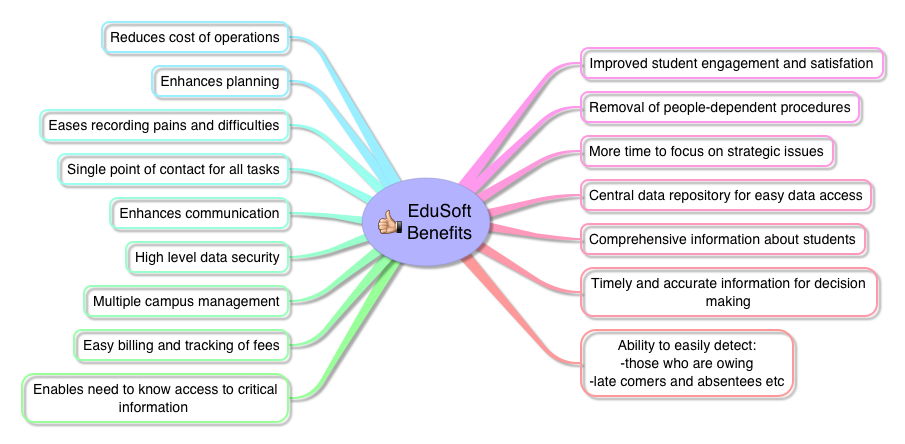 Reduces cost of operations
Enhances planning
Eases recording pains and difficulties
Single point of contact for all tasks
Enhances communication
High level data security
Multiple campus management
Easy billing and tracking of fees
Enables need to know access to critical
information
EduSoft
Benefits
Improved student engagement and satisfation
Removal of people-dependent procedures
More time to focus on strategic issues
Central data repository for easy data access
Comprehensive information about students
Timely and accurate information for decision
making
Ability to easily detect:
-those who are owing
-late comers and absentees etc